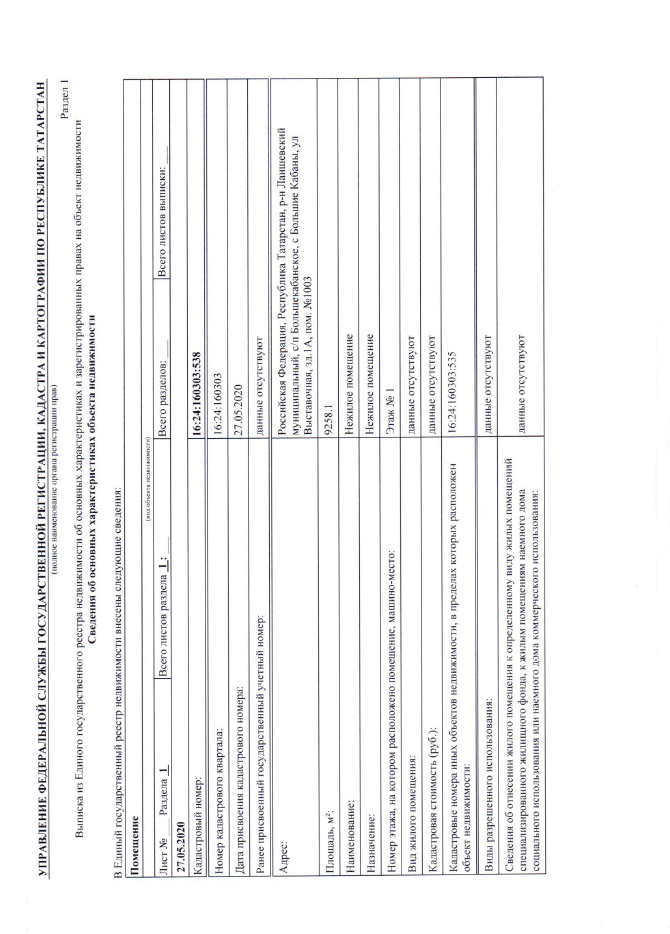 УПРАВЛЕНИЕ ФЕДЕРАЛЬНОЙ СЛУЖБЫ ГОСУДАРСТВЕННОЙ РЕГИСТРАЦИИ, КАДАСТРА И КАРТОГРАФИИ ПО РЕСПУБЛИКЕ ТАТАРСТАН
(полное наименование органа регистрации прав)
Раздел 1
Выписка из Единого государственного реестра недвижимости об основных характеристиках и зарегистрированных правах на объект недвижимости
Сведения об основных характеристиках объекта недвижимости
В Единый государственный реестр недвижимости внесены следующие сведения:
Помещение
(вид объекта недвижимости)
Лист № Раздела 1 Всего листов раздела 1: Всего разделов: Всего листов выписки:
27.05.2020
Кадастровый номер: 16:24:160303:538
Номер кадастрового квартала: 16:24:160303
Дата присвоения кадастрового номера: 27.05.2020
Ранее присвоенный государственный учетный номер: данные отсутствуют
Адрес: Российская Федерация, Республика Татарстан, р-н Лаишевский
муниципальный, с/п Большекабанское, с Большие Кабаны, ул
Выставочная, зд.1А, пом. №1003
Площадь, м²: 9258.1
Наименование: Нежилое помещение
Назначение: Нежилое помещение
Номер этажа, на котором расположено помещение, машино-место: Этаж № 1
Вид жилого помещения: данные отсутствуют
Кадастровая стоимость (руб.): данные отсутствуют
Кадастровые номера иных объектов недвижимости, в пределах которых расположен 16:24:160303:535
объект недвижимости:
Виды разрешенного использования: данные отсутствуют
Сведения об отнесении жилого помещения к определенному виду жилых помещений
специализированного жилищного фонда, к жилым помещениям наемного дома данные отсутствуют
социального использования или наемного дома коммерческого использования: